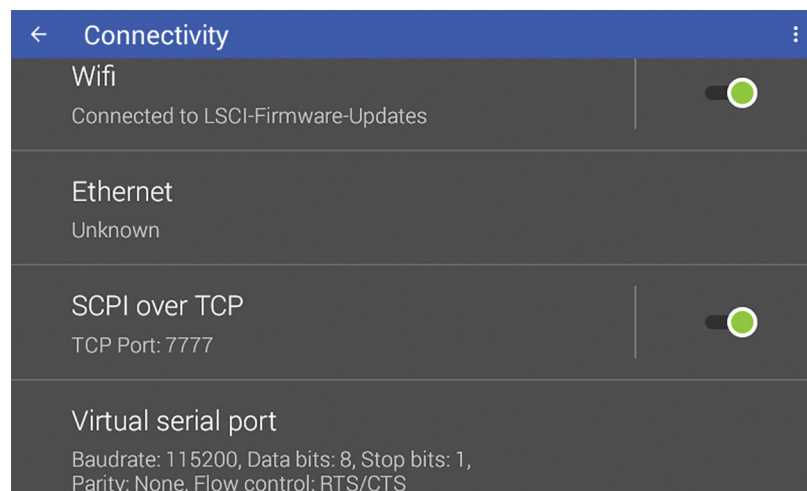 Connectivity
Wifi
Connected to LSCI-Firmware-Updates
Ethernet
Unknown
SCPI over TCP
TCP Port: 7777
Virtual serial port
Baudrate: 115200, Data bits: 8, Stop bits: 1,
Parity: None, Flow control: RTS/CTS